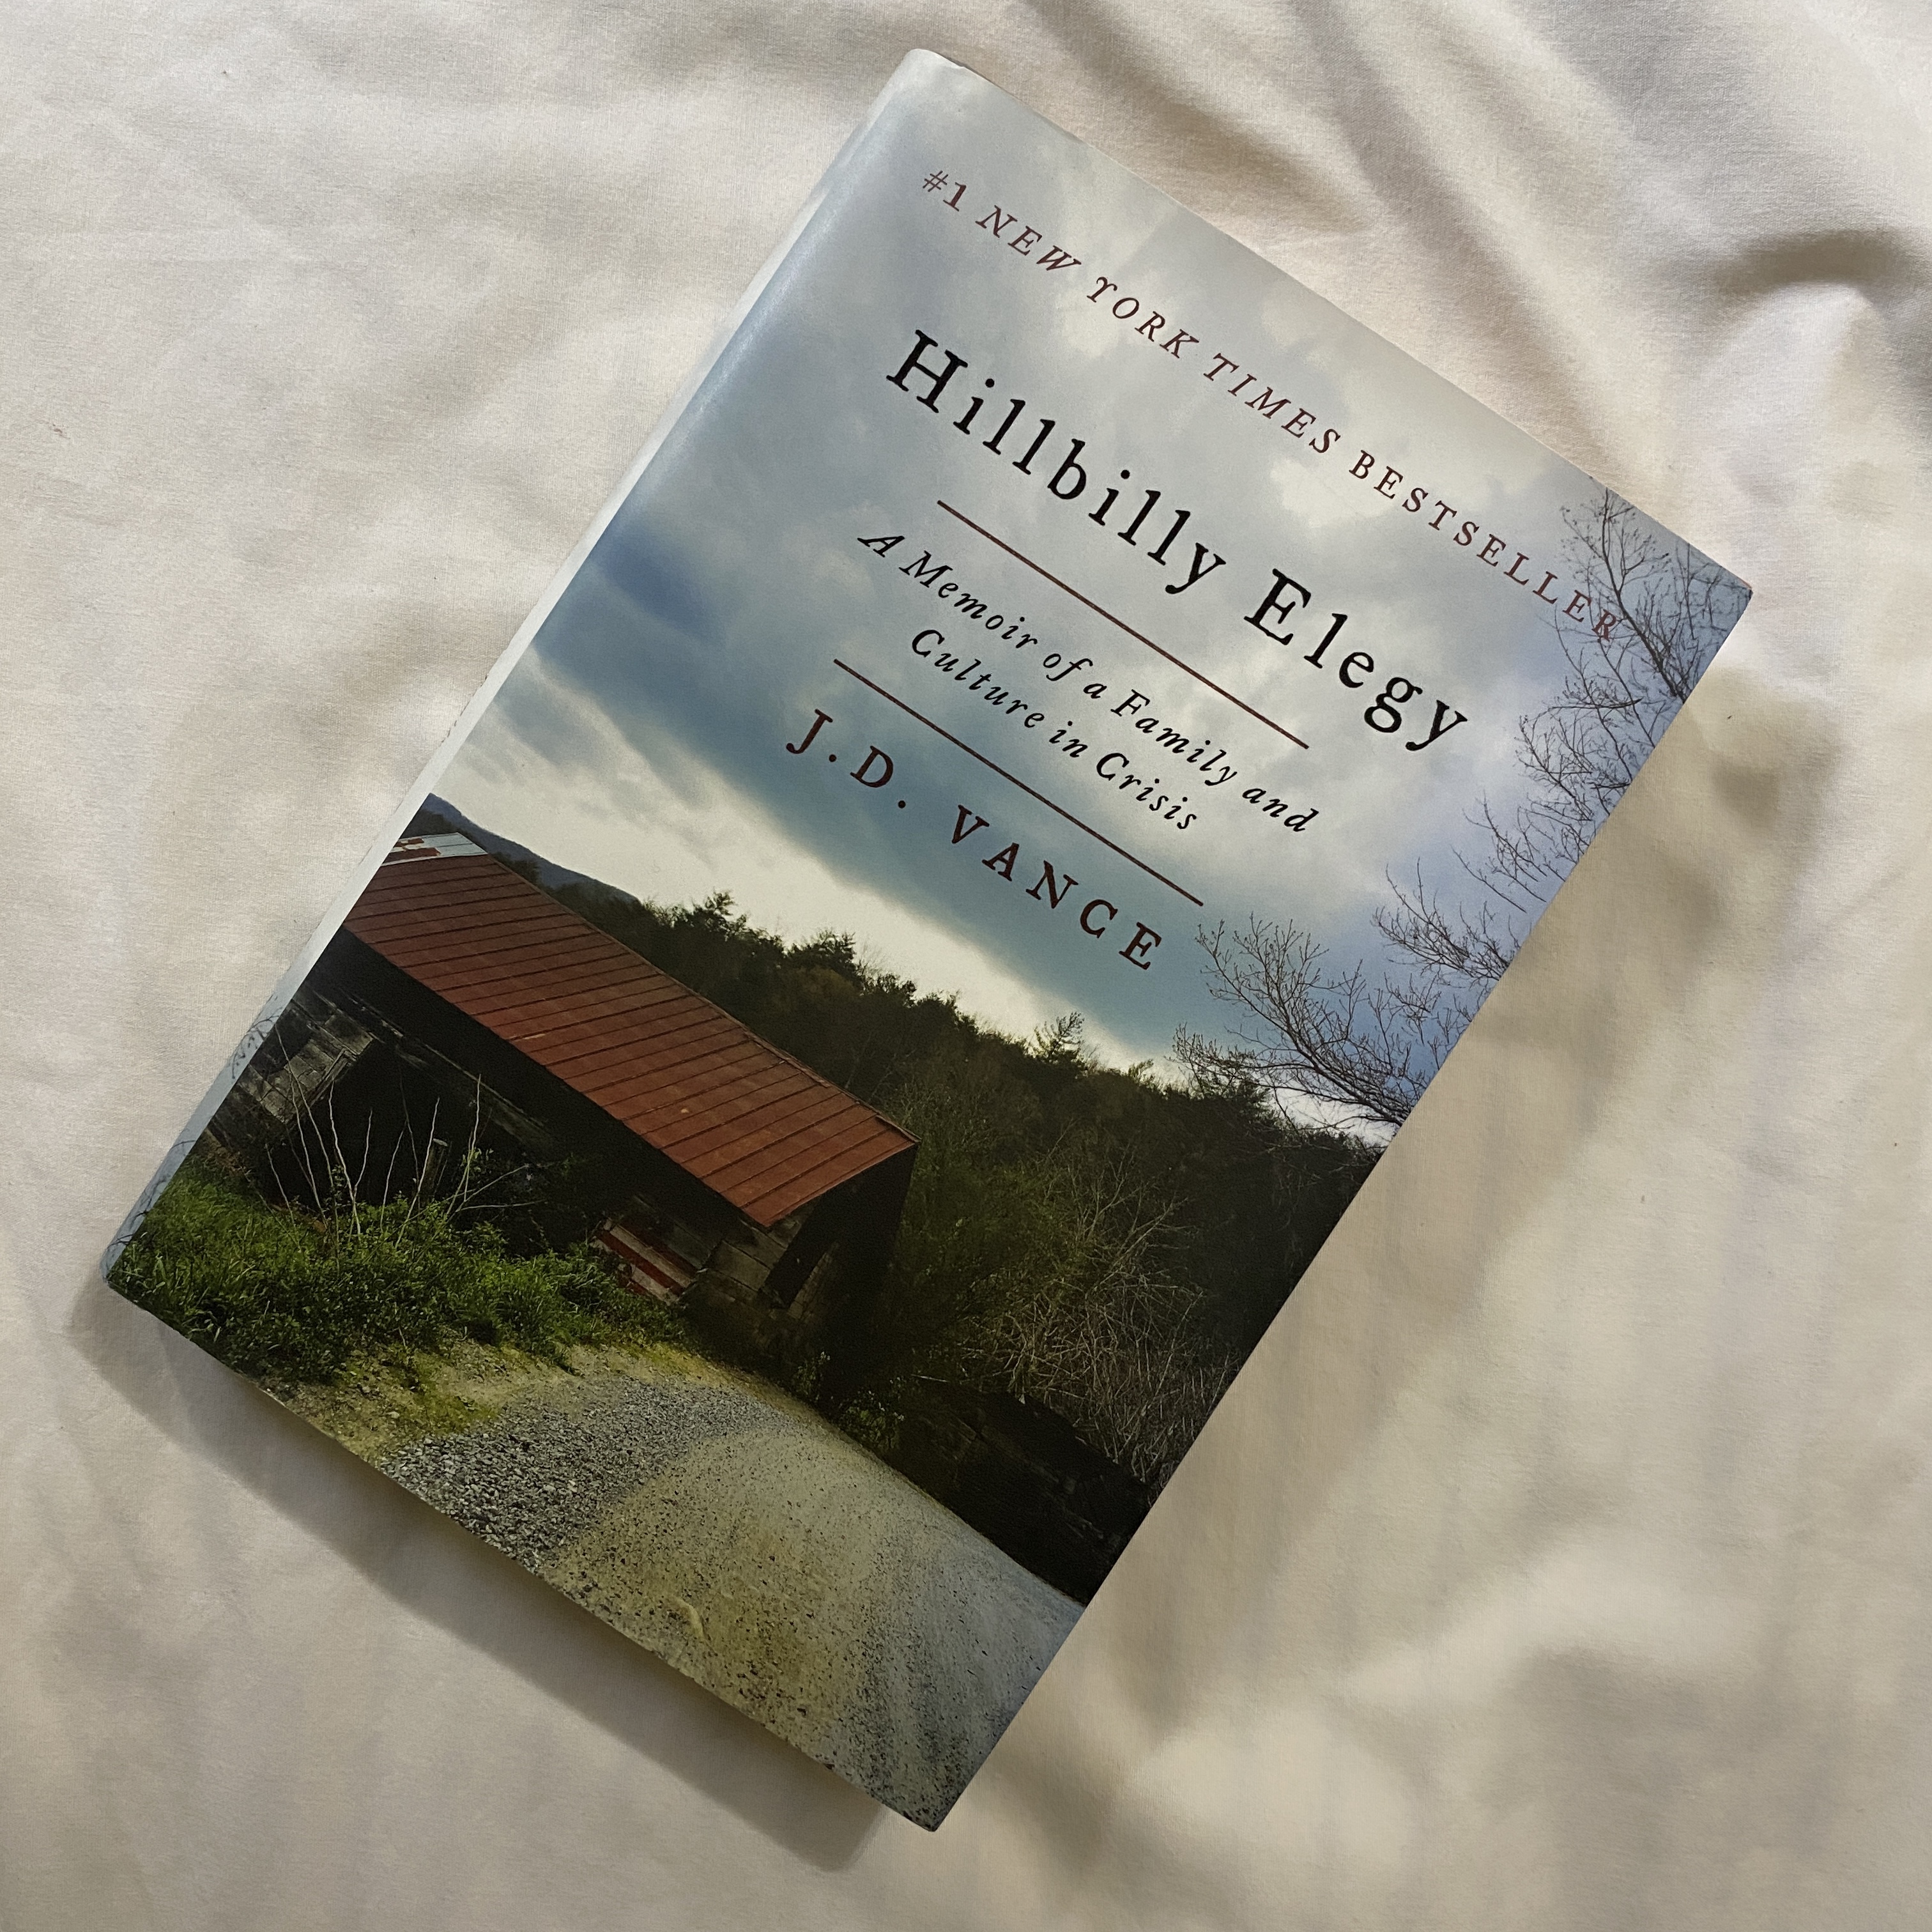 #1 NEW YORK TIMES BESTSELLER
Hillbilly Elegy
A Memoir of a Family and
Culture in Crisis
J.D. VANCE